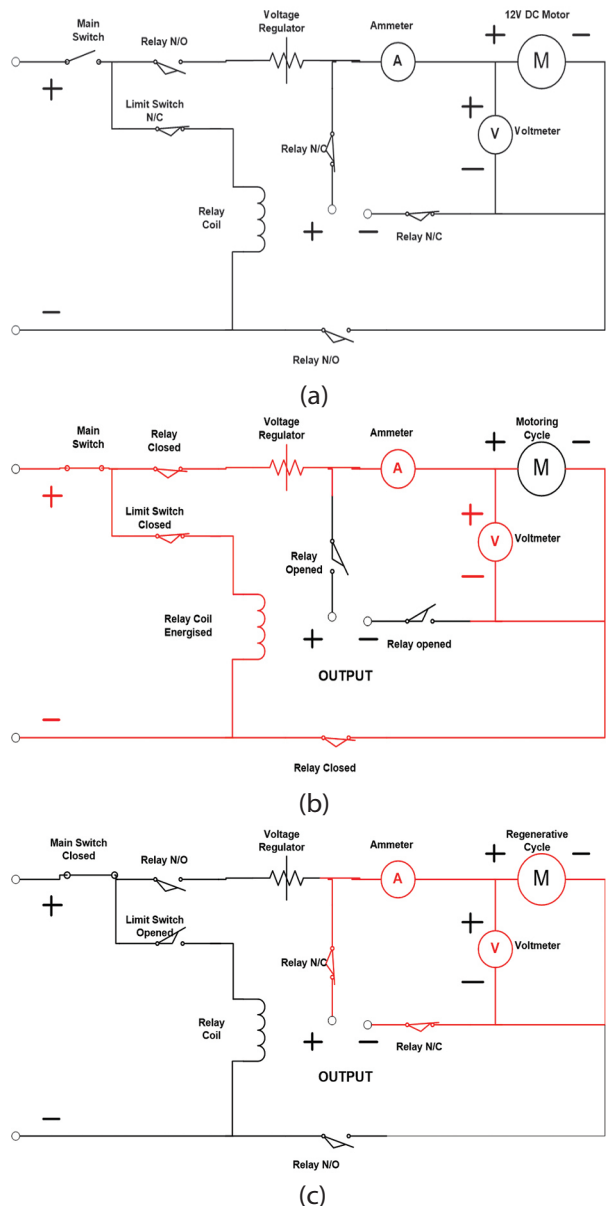 Main
Switch
Relay N/O
Voltage
Regulator
Ammeter
12V DC Motor
+
A
+
−
M
Limit Switch
N/C
Relay N/C
+
V
Voltmeter
−
Relay
Coil
+
−
Relay N/C
−
Relay N/O
(a)
Main
Switch
Relay
Closed
Voltage
Regulator
Ammeter
Motoring
Cycle
+
A
+
−
M
Limit Switch
Closed
Relay
Opened
+
V
Voltmeter
−
Relay Coil
Energised
+
−
Relay opened
OUTPUT
−
Relay Closed
(b)
Main Switch
Closed
Relay N/O
Voltage
Regulator
Ammeter
Regenerative
Cycle
+
A
+
−
M
Limit Switch
Opened
Relay N/C
+
V
Voltmeter
−
Relay
Coil
+
−
Relay N/C
OUTPUT
−
Relay N/O
(c)